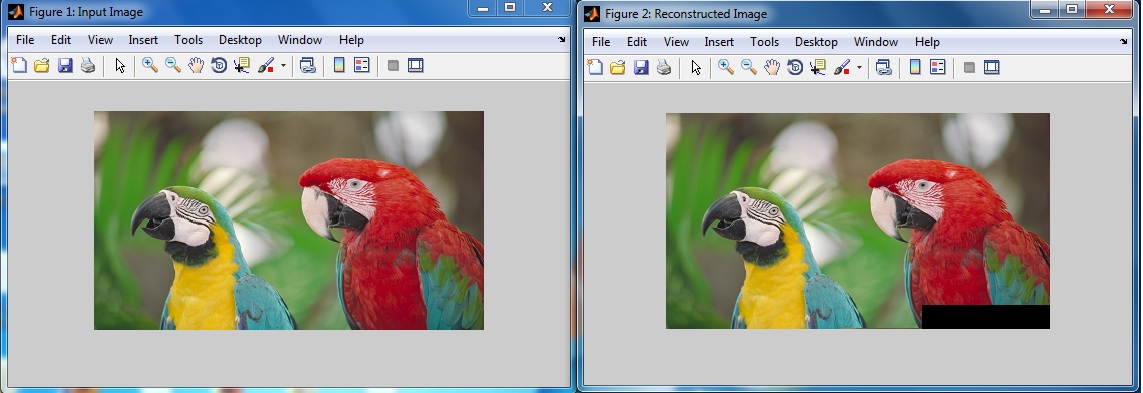 Figure 1: Input Image
File Edit View Insert Tools Desktop Window Help
Figure 2: Reconstructed Image
File Edit View Insert Tools Desktop Window Help